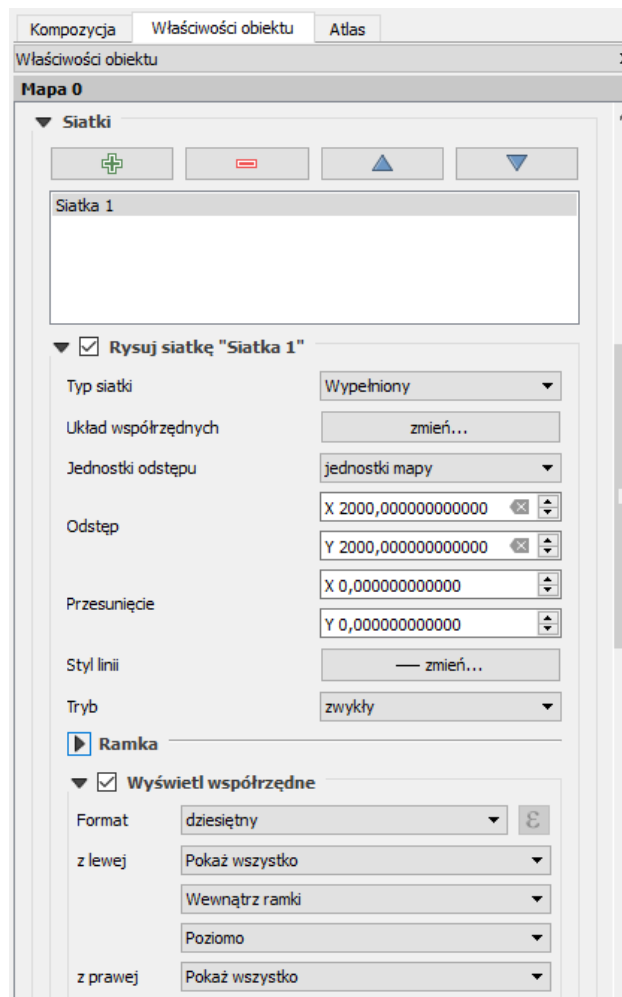 Kompozycja Właściwości obiektu Atlas
Właściwości obiektu
Mapa 0
Siatki
Siatka 1
Rysuj siatkę "Siatka 1"
Typ siatki Wypełniony
Układ współrzędnych zmień...
Jednostki odstępu jednostki mapy
Odstęp X 2000,000000000000
Y 2000,000000000000
Przesunięcie X 0,000000000000
Y 0,000000000000
Styl linii zmień...
Tryb zwykły
Ramka
Wyświetl współrzędne
Format dziesiętny ε
z lewej Pokaż wszystko
Wewnątrz ramki
Poziomo
z prawej Pokaż wszystko